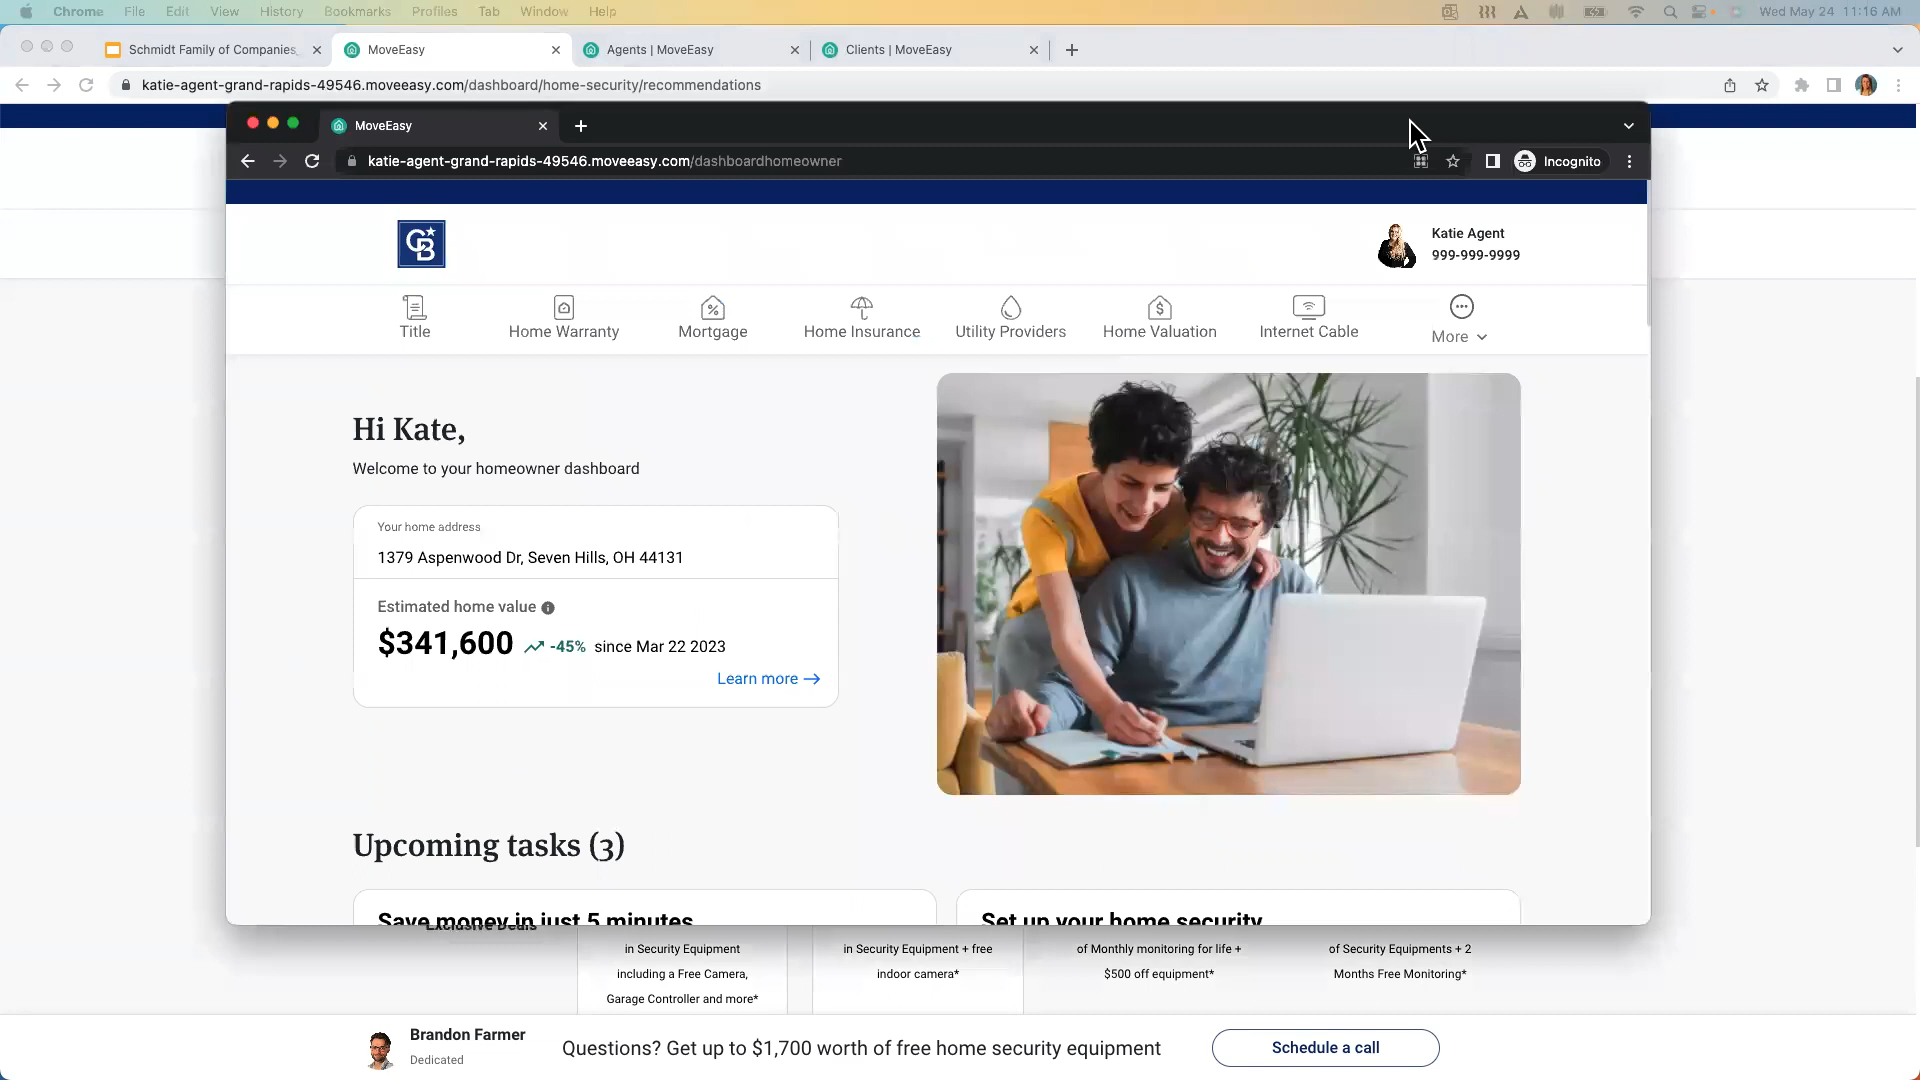 Chrome File Edit View History Bookmarks Profiles Tab Window Help Wed May 24 11:16 AM
Schmidt Family of Companies, MoveEasy Agents | MoveEasy Clients | MoveEasy
katie-agent-grand-rapids-49546.moveeasy.com/dashboard/home-security/recommendations
MoveEasy
katie-agent-grand-rapids-49546.moveeasy.com/dashboardhomeowner Incognito
CB
Katie Agent
999-999-9999
Title Home Warranty Mortgage Home Insurance Utility Providers Home Valuation Internet Cable More
Hi Kate,
Welcome to your homeowner dashboard
Your home address
1379 Aspenwood Dr, Seven Hills, OH 44131
Estimated home value
$341,600 -45% since Mar 22 2023
Learn more →
Upcoming tasks (3)
Save money in just 5 minutes Set up your home security
Exclusive Deals
in Security Equipment in Security Equipment + free of Monthly monitoring for life + of Security Equipments + 2
including a Free Camera, indoor camera* $500 off equipment* Months Free Monitoring*
Garage Controller and more*
Brandon Farmer
Dedicated
Questions? Get up to $1,700 worth of free home security equipment
Schedule a call